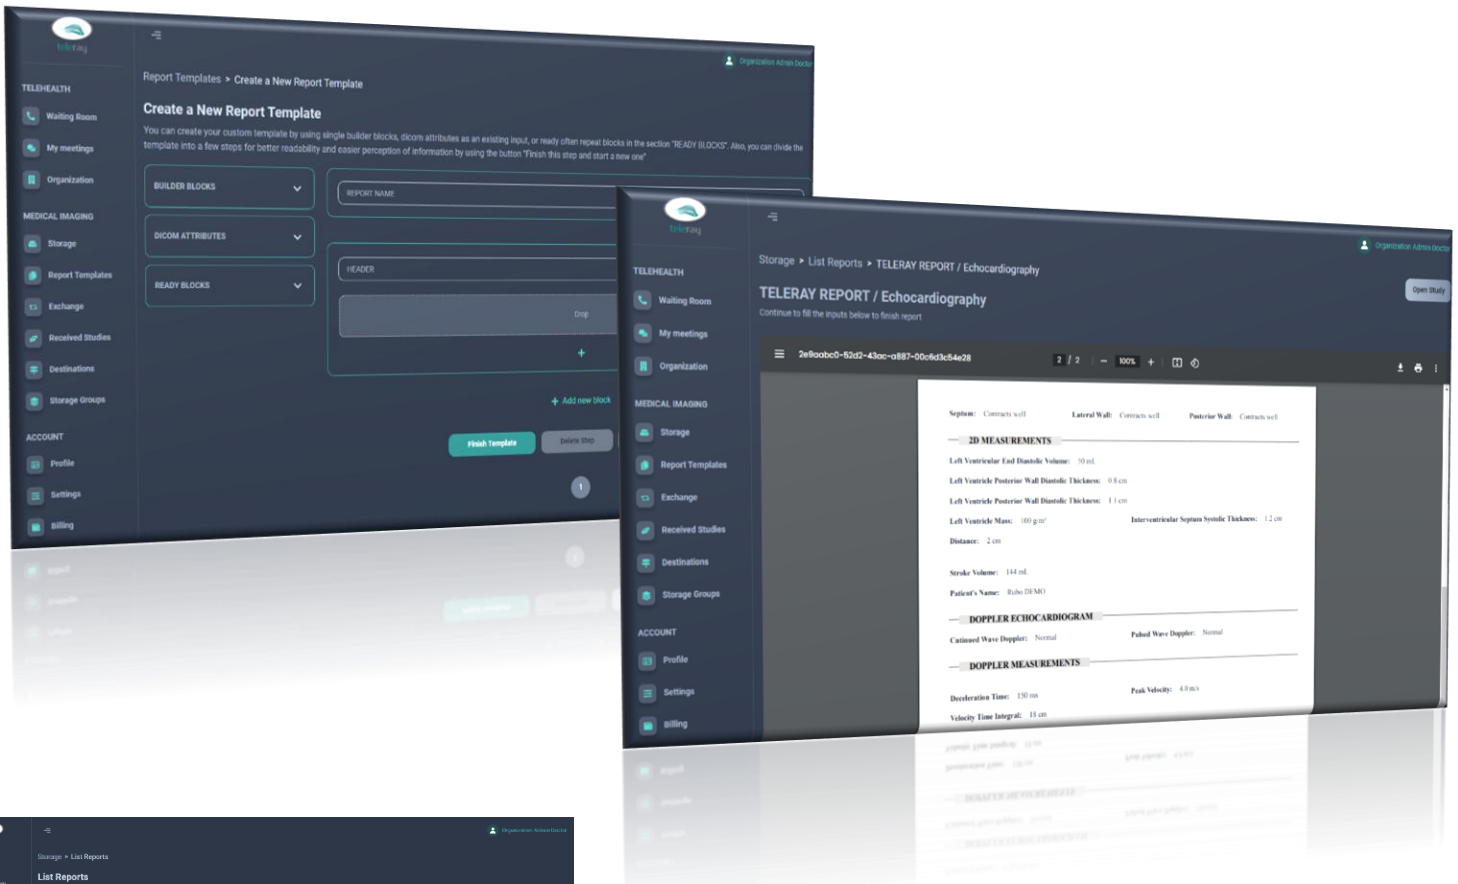 teleray
Organization Admin Doctor
TELEHEALTH
Waiting Room
My meetings
Organization
MEDICAL IMAGING
Storage
Report Templates
Exchange
Received Studies
Destinations
Storage Groups
ACCOUNT
Profile
Settings
Billing
Report Templates > Create a New Report Template
Create a New Report Template
You can create your custom template by using single builder blocks, dicom attributes as an existing input, or ready often repeat blocks in the section "READY BLOCKS". Also, you can divide the
template into a few steps for better readability and easier perception of information by using the button "Finish this step and start a new one"
BUILDER BLOCKS
DICOM ATTRIBUTES
READY BLOCKS
REPORT NAME
HEADER
Drop
+
+ Add new block
Finish Template
Delete Step
1
teleray
Organization Admin Doctor
TELEHEALTH
Waiting Room
My meetings
Organization
MEDICAL IMAGING
Storage
Report Templates
Exchange
Received Studies
Destinations
Storage Groups
ACCOUNT
Profile
Settings
Billing
Storage > List Reports > TELERAY REPORT / Echocardiography
TELERAY REPORT / Echocardiography
Continue to fill the inputs below to finish report
Open Study
2e9aabc0-52d2-43ac-a887-00c6d3c54e28 2 / 2 − 100% +
Septum: Contracts well Lateral Wall: Contracts well Posterior Wall: Contracts well
2D MEASUREMENTS
Left Ventricular End Diastolic Volume: 50 mL
Left Ventricle Posterior Wall Diastolic Thickness: 0.8 cm
Left Ventricle Posterior Wall Diastolic Thickness: 1.1 cm
Left Ventricle Mass: 100 g/m² Interventricular Septum Systolic Thickness: 1.2 cm
Distance: 2 cm
Stroke Volume: 144 mL
Patient's Name: Rubo DEMO
DOPPLER ECHOCARDIOGRAM
Cntinued Wave Doppler: Normal Pulsed Wave Doppler: Normal
DOPPLER MEASUREMENTS
Deceleration Time: 150 ms Peak Velocity: 4.0 m/s
Velocity Time Integral: 18 cm
Organization Admin Doctor
Storage > List Reports
List Reports